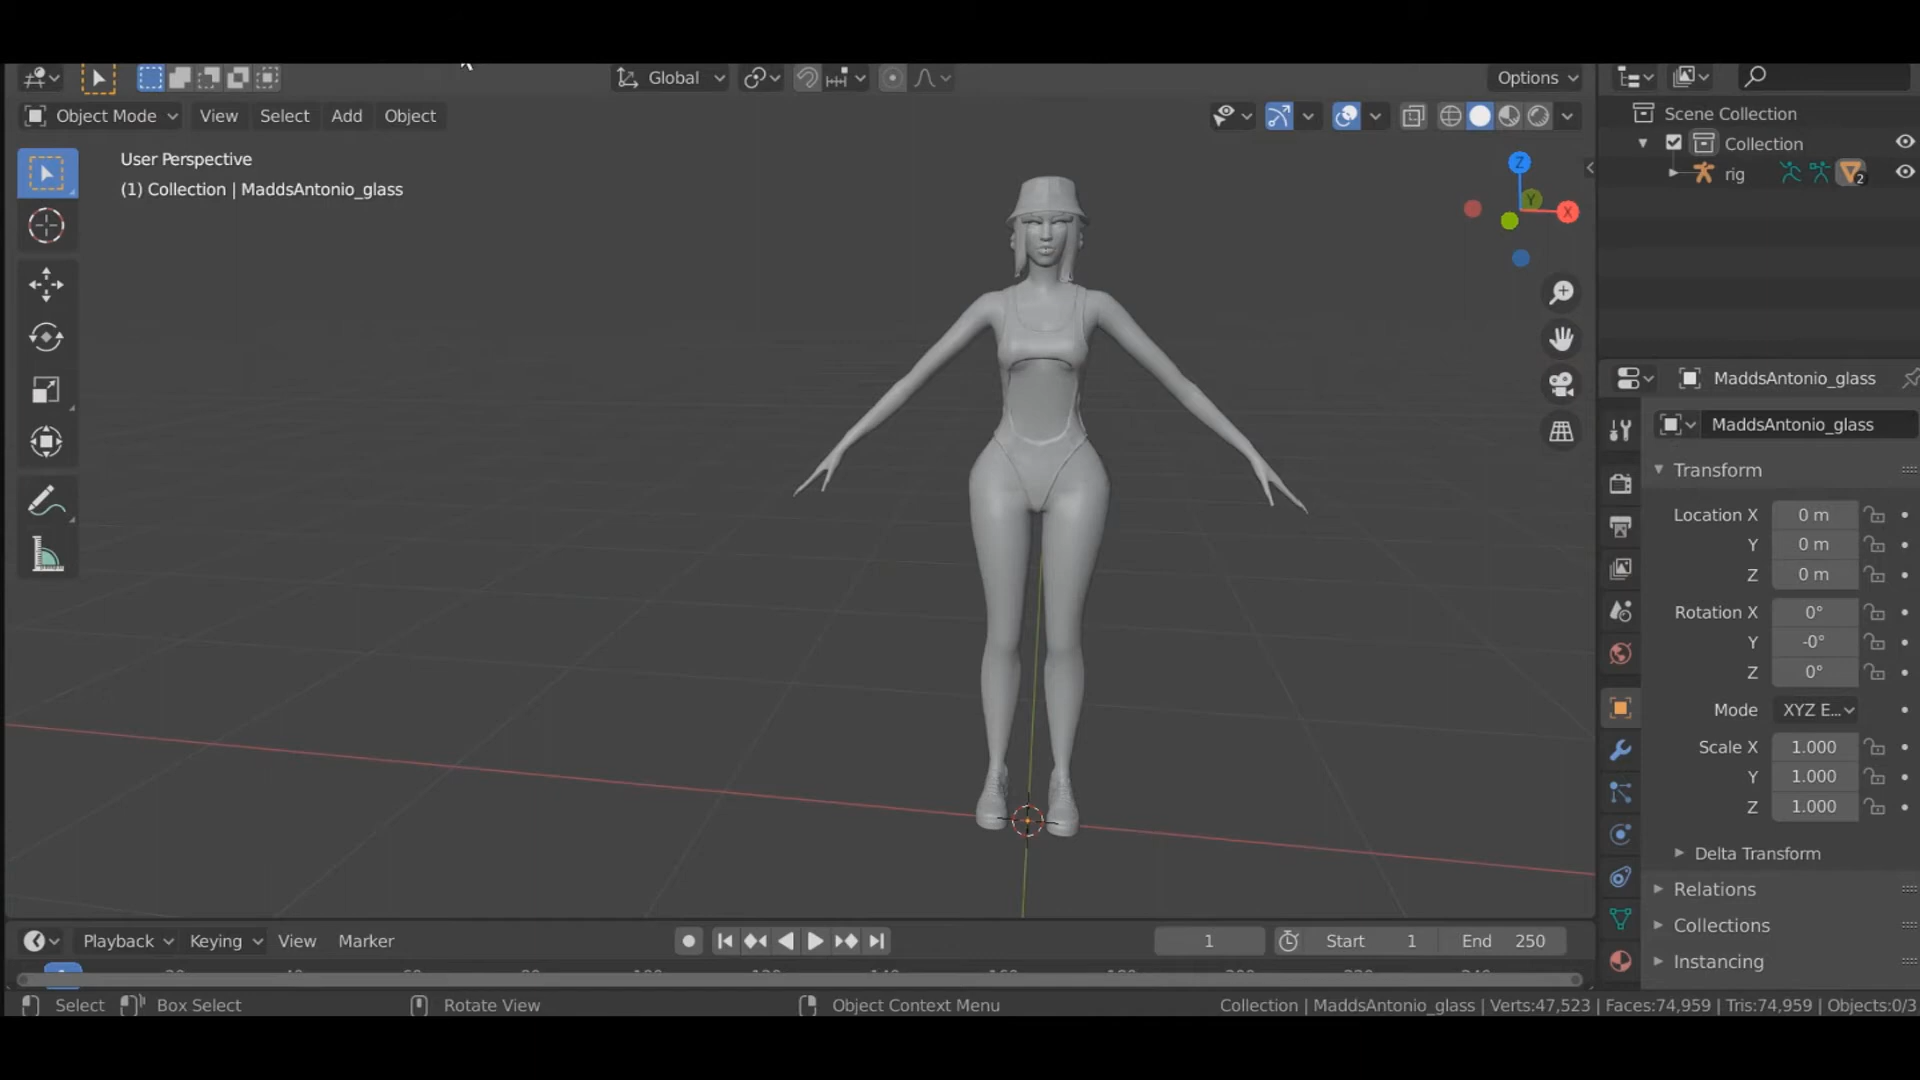 Global
Options
Object Mode View Select Add Object
User Perspective
(1) Collection | MaddsAntonio_glass
Z
Y
X
Scene Collection
Collection
rig 2
MaddsAntonio_glass
MaddsAntonio_glass
Transform
Location X 0 m
Y 0 m
Z 0 m
Rotation X 0°
Y -0°
Z 0°
Mode XYZ E...
Scale X 1.000
Y 1.000
Z 1.000
Delta Transform
Relations
Collections
Instancing
Playback Keying View Marker
1
Start 1 End 250
Select Box Select Rotate View Object Context Menu
Collection | MaddsAntonio_glass | Verts:47,523 | Faces:74,959 | Tris:74,959 | Objects:0/3